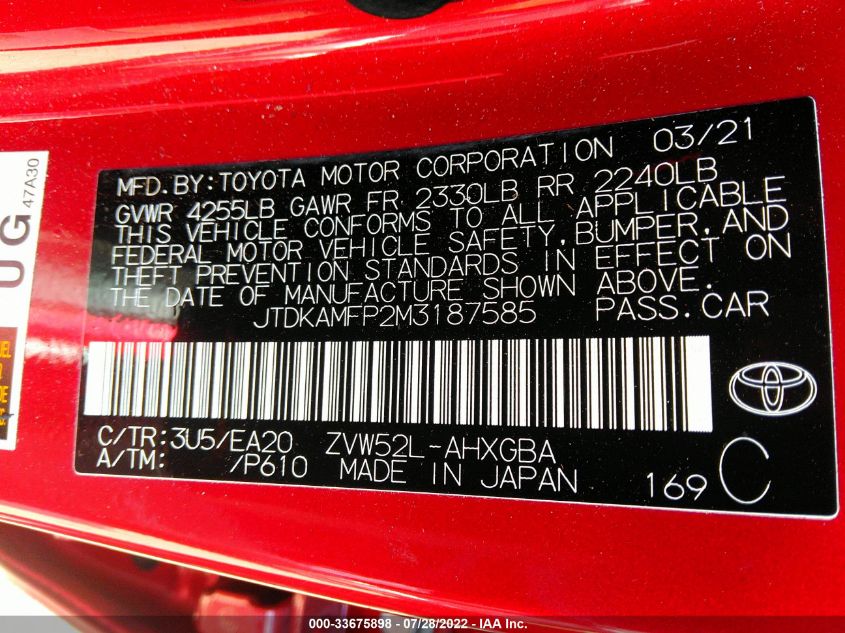 MFD. BY: TOYOTA MOTOR CORPORATION 03/21
GVWR 4255LB GAWR FR 2330LB RR 2240LB
THIS VEHICLE CONFORMS TO ALL APPLICABLE
FEDERAL MOTOR VEHICLE SAFETY, BUMPER, AND
THEFT PREVENTION STANDARDS IN EFFECT ON
THE DATE OF MANUFACTURE SHOWN ABOVE.
JTDKAMFP2M3187585 PASS. CAR
C/TR: 3U5/EA20 ZVW52L-AHXGBA
A/TM: /P610 MADE IN JAPAN 169 C
UG
47A30
000-33675898 - 07/28/2022 - IAA Inc.